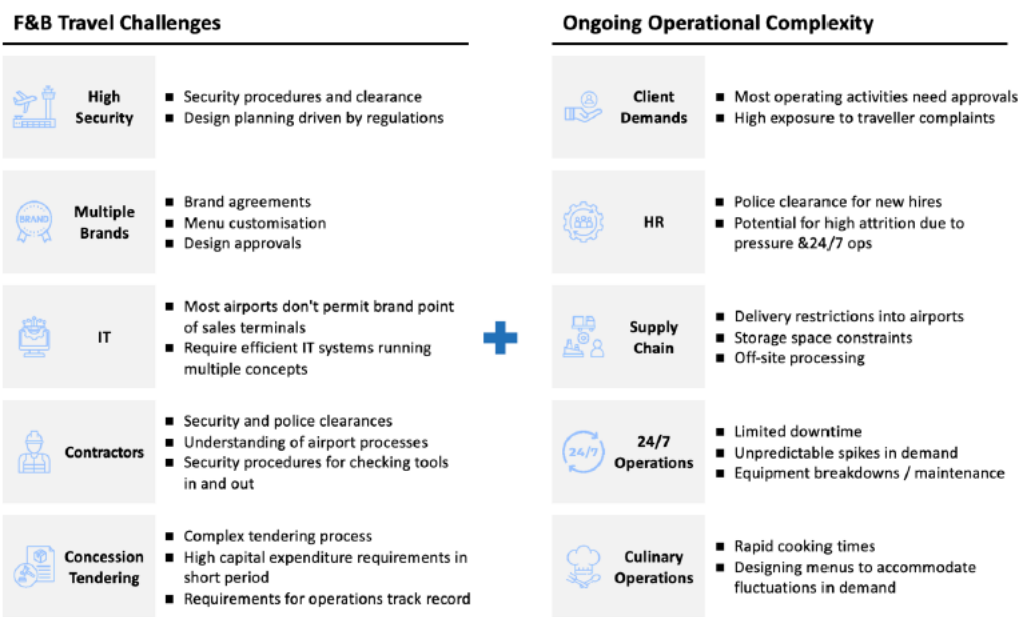 F&B Travel Challenges
High
Security
■ Security procedures and clearance
■ Design planning driven by regulations
BRAND
Multiple
Brands
■ Brand agreements
■ Menu customisation
■ Design approvals
IT
■ Most airports don't permit brand point
of sales terminals
■ Require efficient IT systems running
multiple concepts
Contractors
■ Security and police clearances
■ Understanding of airport processes
■ Security procedures for checking tools
in and out
Concession
Tendering
■ Complex tendering process
■ High capital expenditure requirements in
short period
■ Requirements for operations track record
Ongoing Operational Complexity
Client
Demands
■ Most operating activities need approvals
■ High exposure to traveller complaints
HR
■ Police clearance for new hires
■ Potential for high attrition due to
pressure &24/7 ops
Supply
Chain
■ Delivery restrictions into airports
■ Storage space constraints
■ Off-site processing
24/7
24/7
Operations
■ Limited downtime
■ Unpredictable spikes in demand
■ Equipment breakdowns / maintenance
Culinary
Operations
■ Rapid cooking times
■ Designing menus to accommodate
fluctuations in demand